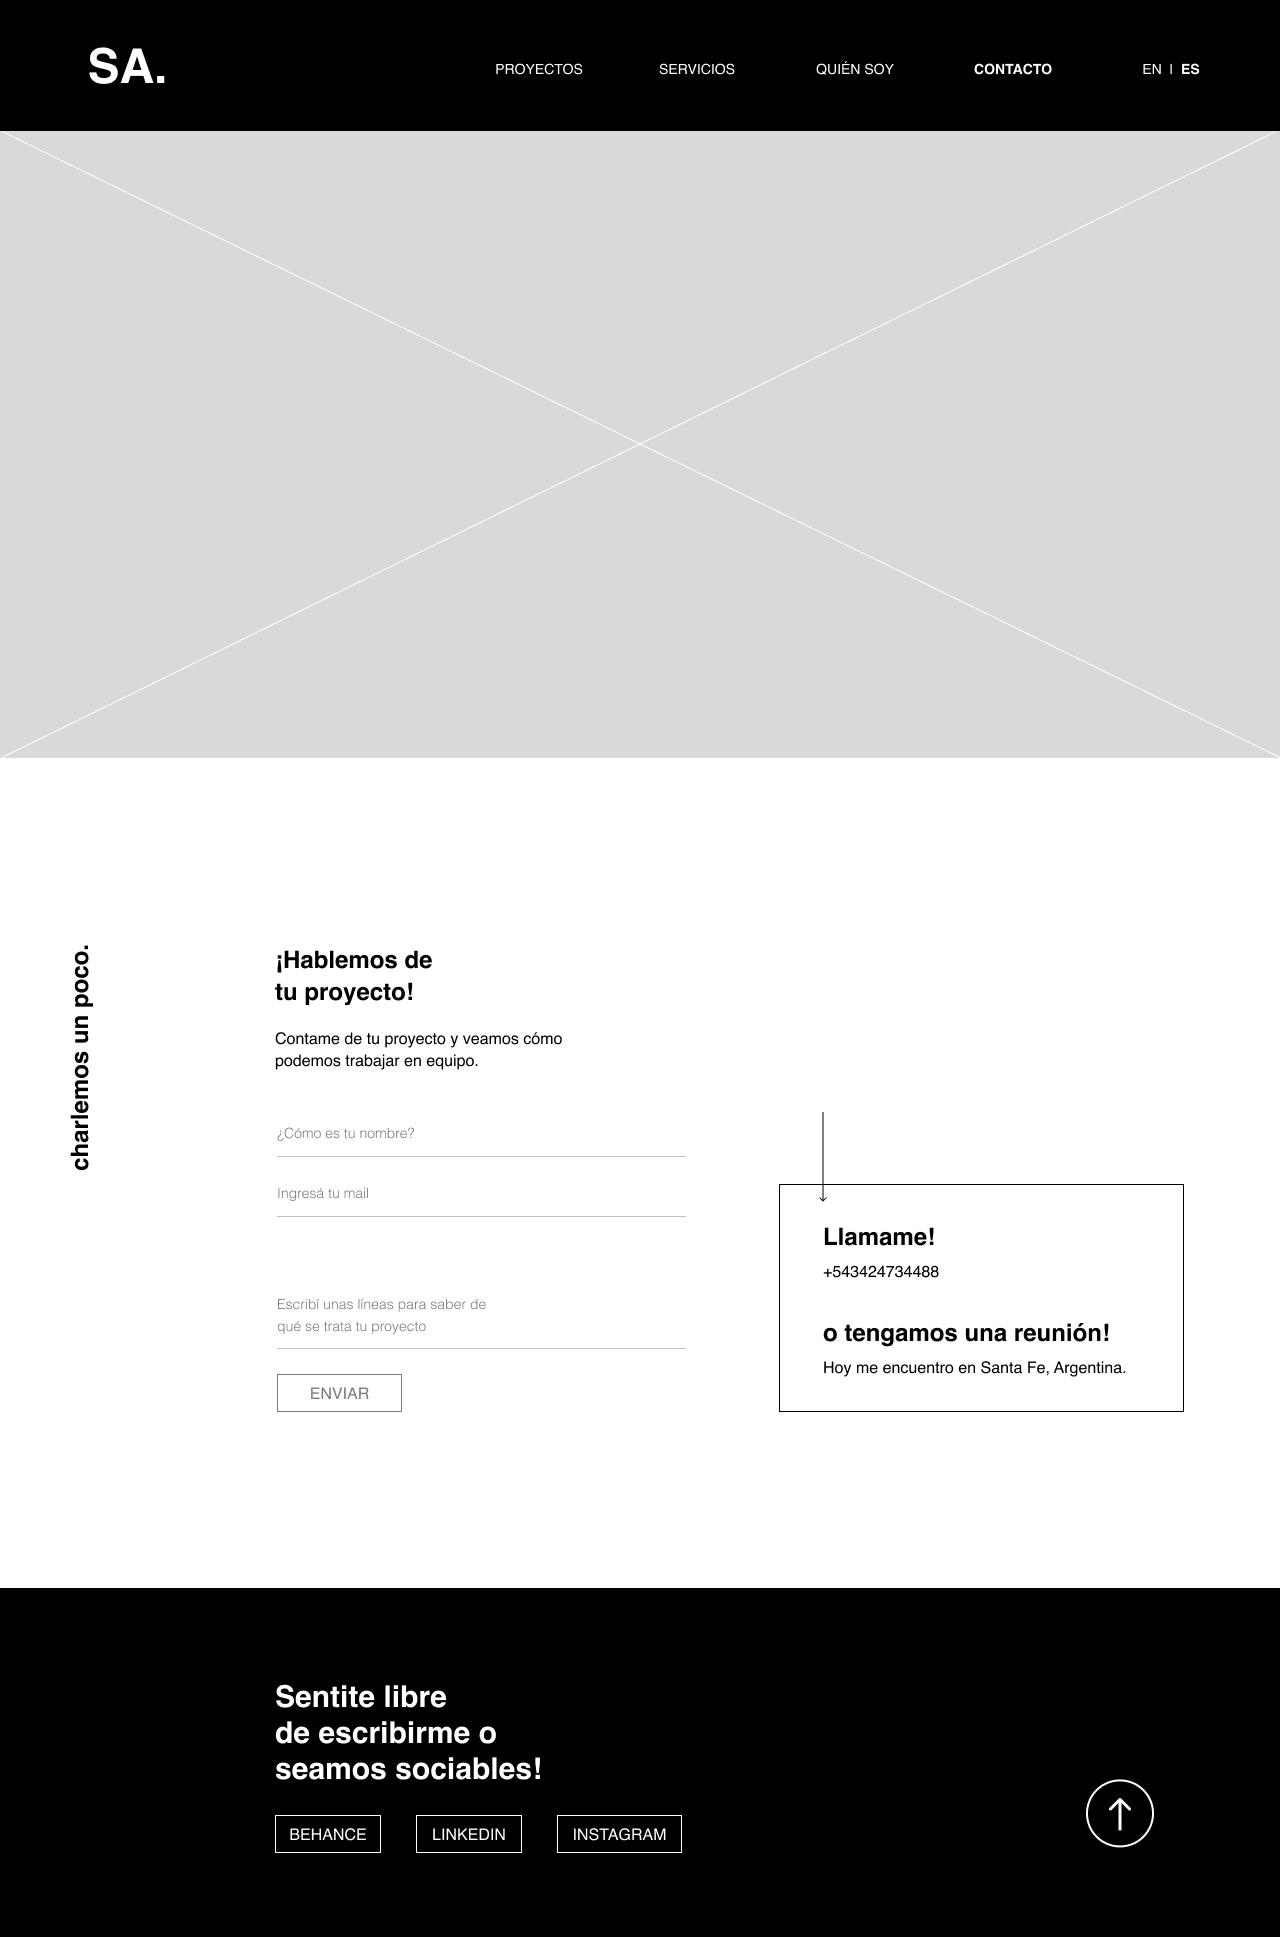 SA.
PROYECTOS
SERVICIOS
QUIÉN SOY
CONTACTO
EN | ES
charlemos un poco.
¡Hablemos de
tu proyecto!
Contame de tu proyecto y veamos cómo
podemos trabajar en equipo.
¿Cómo es tu nombre?
Ingresá tu mail
Escribí unas líneas para saber de
qué se trata tu proyecto
ENVIAR
Llamame!
+543424734488
o tengamos una reunión!
Hoy me encuentro en Santa Fe, Argentina.
Sentite libre
de escribirme o
seamos sociables!
BEHANCE
LINKEDIN
INSTAGRAM